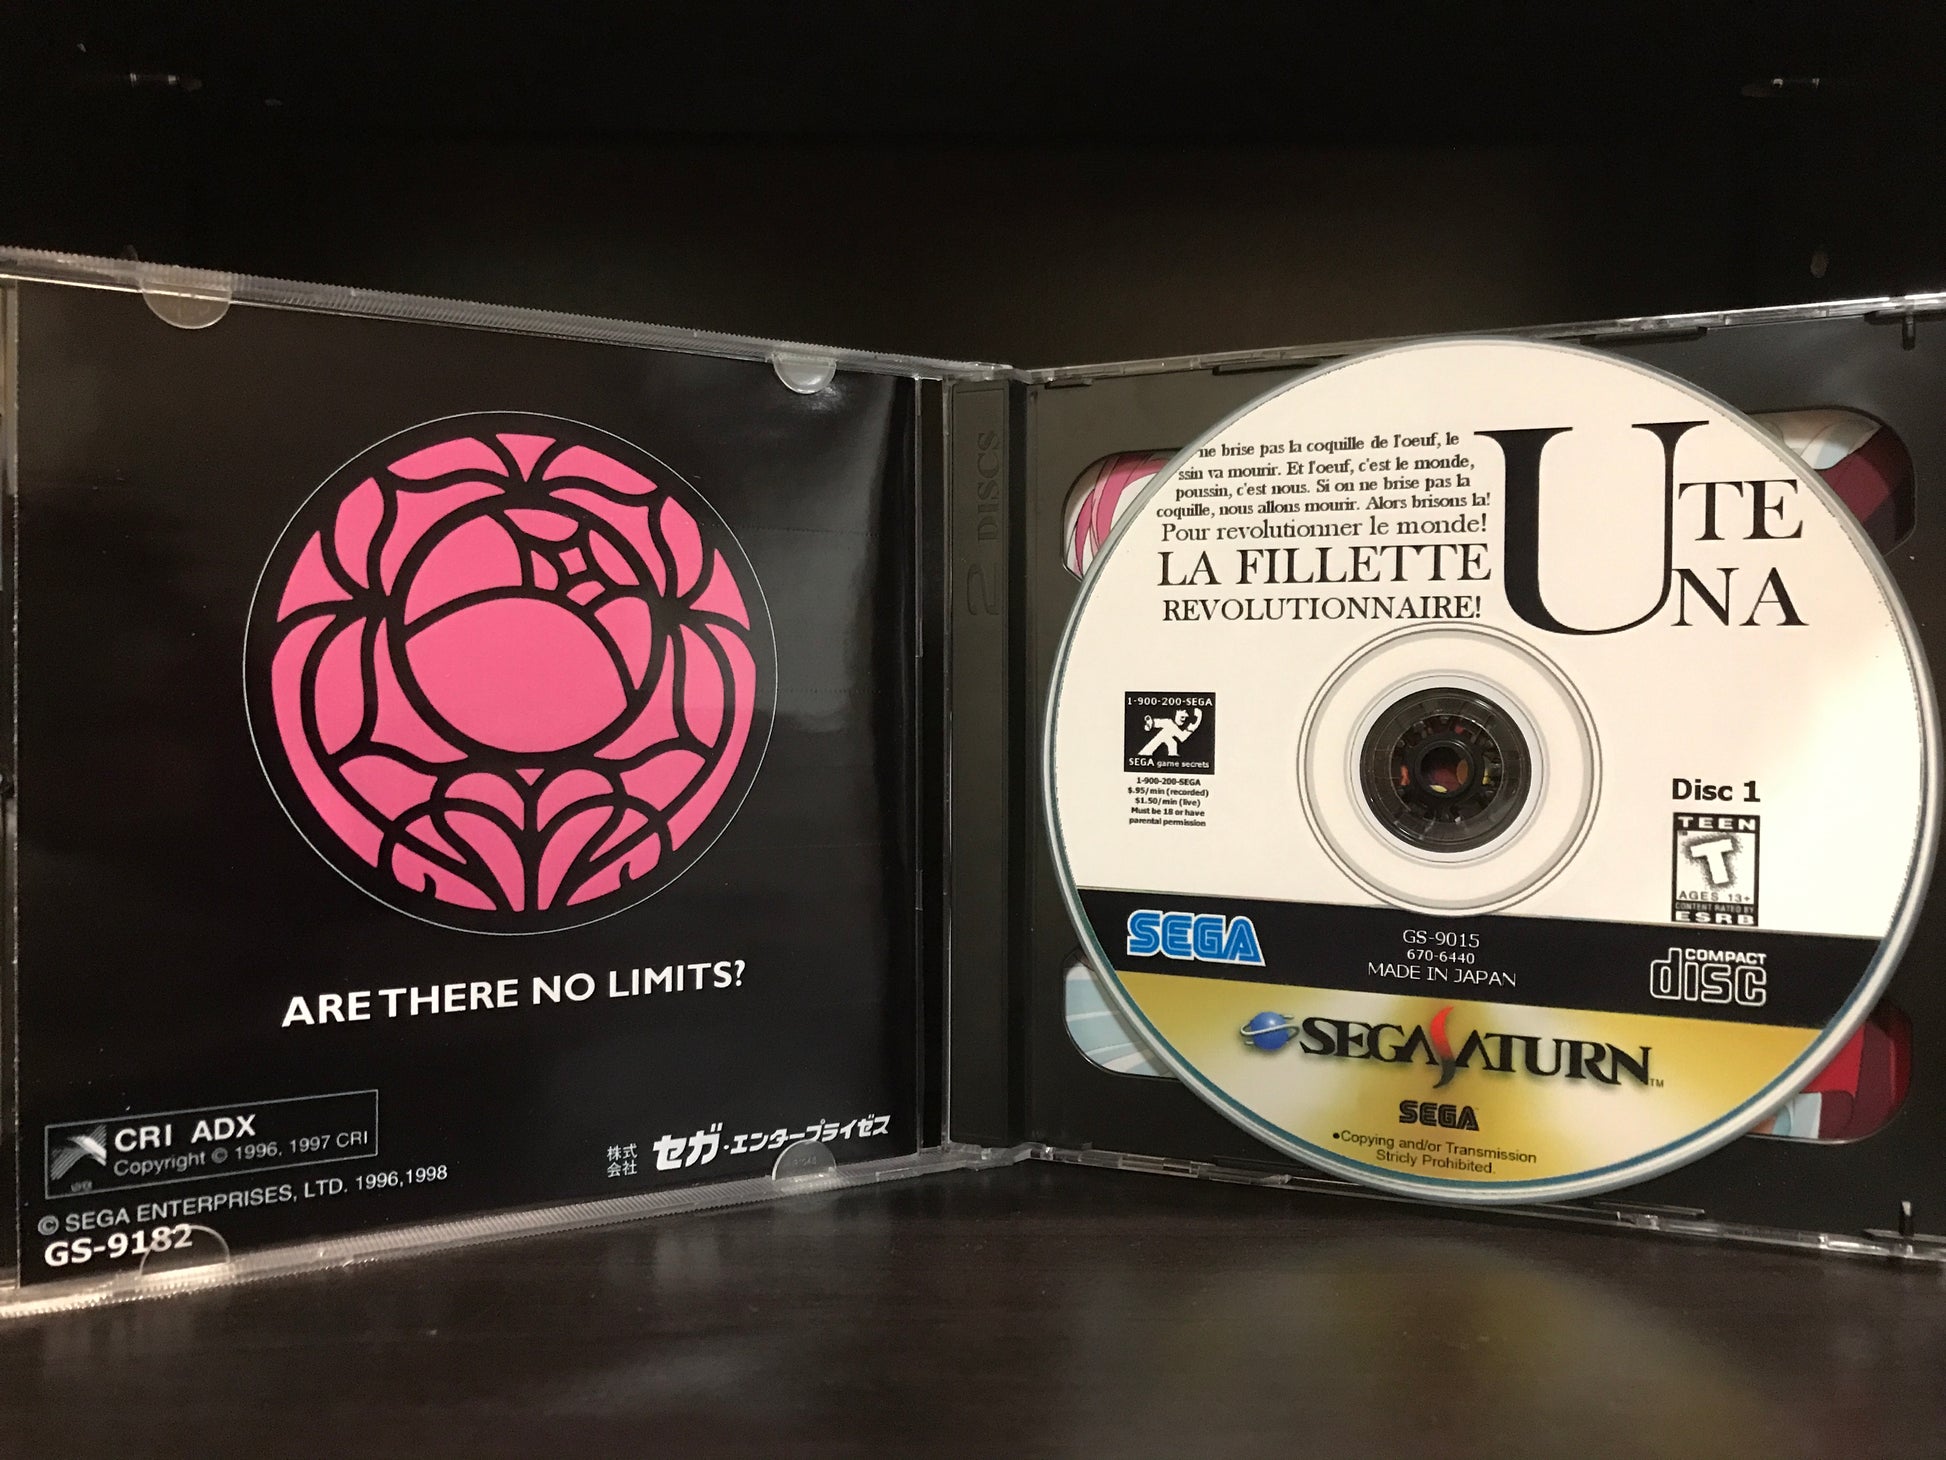 ARE THERE NO LIMITS?
CRI ADX
Copyright © 1996, 1997 CRI
© SEGA ENTERPRISES, LTD. 1996,1998
GS-9182
株式
会社
セガ・エンタープライゼス
2 DISCS
ne brise pas la coquille de l'oeuf, le
ssin va mourir. Et l'oeuf, c'est le monde,
poussin, c'est nous. Si on ne brise pas la
coquille, nous allons mourir. Alors brisons la!
Pour revolutionner le monde!
LA FILLETTE
REVOLUTIONNAIRE!
UTE
NA
1-900-200-SEGA
SEGA game secrets
1-900-200-SEGA
$.95/min (recorded)
$1.50/min (live)
Must be 18 or have
parental permission
Disc 1
TEEN
T
AGES 13+
CONTENT RATED BY
ESRB
SEGA
GS-9015
670-6440
MADE IN JAPAN
COMPACT
disc
SEGA SATURN™
SEGA
•Copying and/or Transmission
Stricly Prohibited.